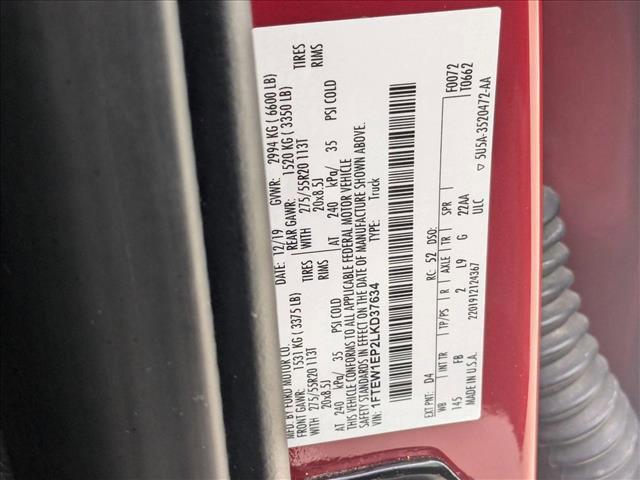 MFD. BY FORD MOTOR CO.
DATE: 12/19 GVWR: 2994 KG ( 6600 LB)
FRONT GAWR: 1531 KG ( 3375 LB) REAR GAWR: 1520 KG ( 3350 LB)
WITH 275/55R20 113T TIRES WITH 275/55R20 113T TIRES
20x8.5J RIMS 20x8.5J RIMS
AT 240 kPa/ 35 PSI COLD AT 240 kPa/ 35 PSI COLD
THIS VEHICLE CONFORMS TO ALL APPLICABLE FEDERAL MOTOR VEHICLE
SAFETY STANDARDS IN EFFECT ON THE DATE OF MANUFACTURE SHOWN ABOVE.
VIN: 1FTEW1EP2LKD37634 TYPE: Truck
F0072
T0662
EXT PNT: D4 RC: 52 DSO:
WB INT TR TP/PS R AXLE TR SPR
145 FB 2 L9 G 22AA
ULC
MADE IN U.S.A. 2201912124367 ▽ 5U5A-3520472-AA